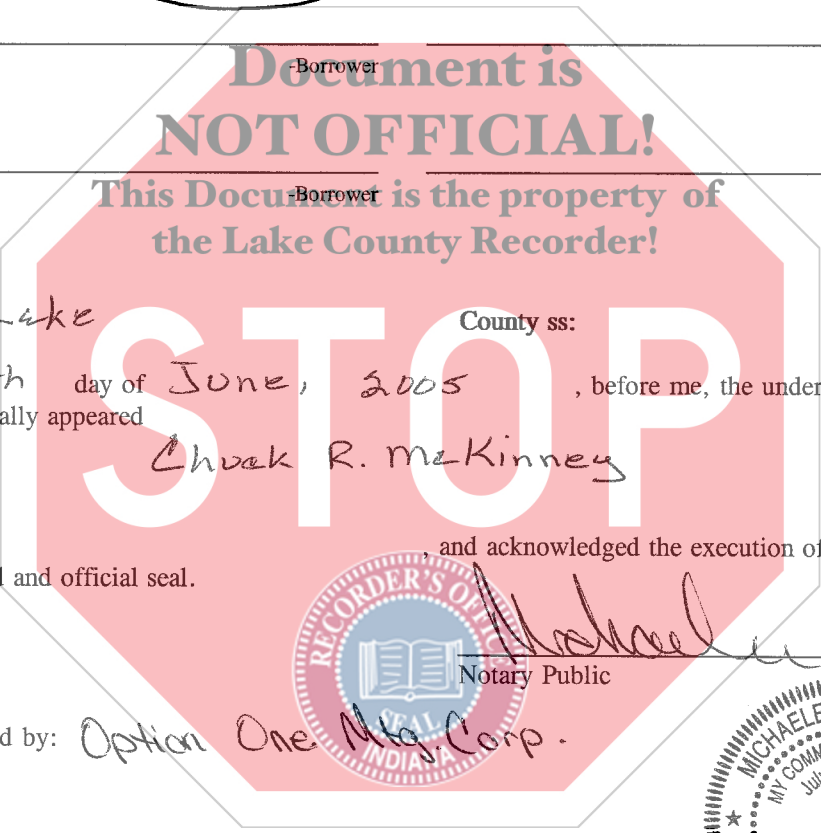 Document is
-Borrower
NOT OFFICIAL!
This Document is the property of
-Borrower
the Lake County Recorder!
STOP
Lake County ss:
day of June, 2005 , before me, the under
ally appeared
Chuck R. McKinney
, and acknowledged the execution of
and official seal.
RECORDER'S OFFICE
SEAL
INDIANA
Notary Public
d by: Option One Mtg. Corp.
MICHAELE
MY COMM